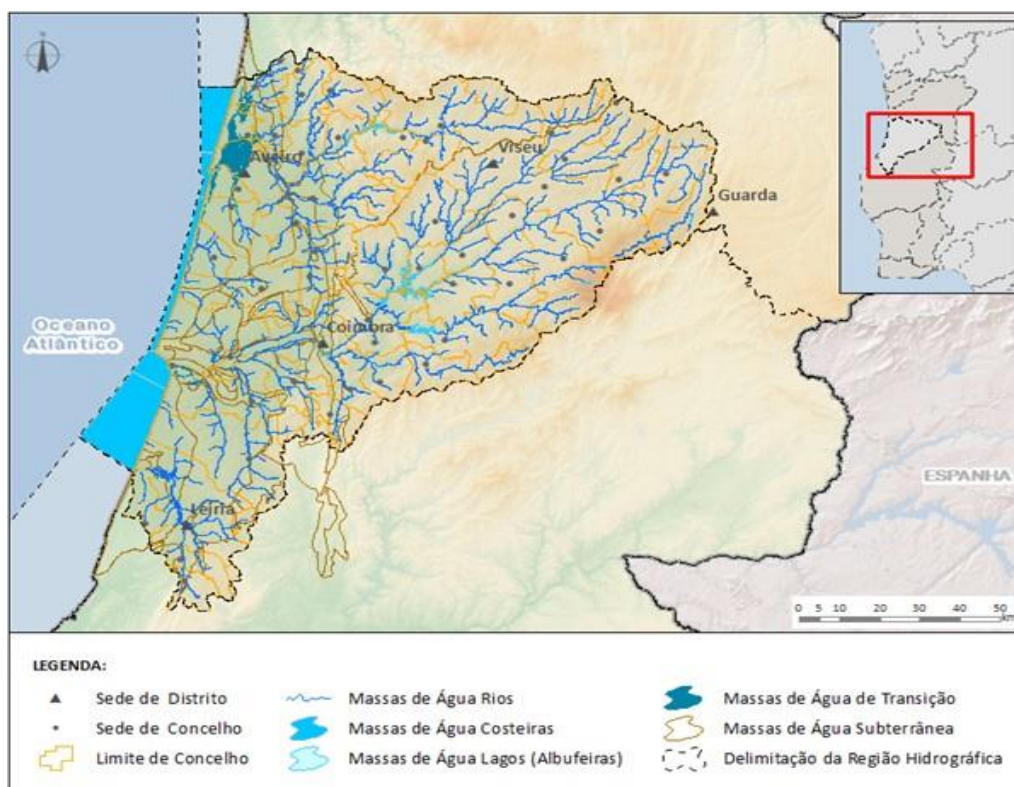 Aveiro
Viseu
Guarda
Oceano
Atlântico
Coimbra
ESPANHA
Leiria
0 5 10 20 30 40 50
km
LEGENDA:
Sede de Distrito
Massas de Água Rios
Massas de Água de Transição
Sede de Concelho
Massas de Água Costeiras
Massas de Água Subterrânea
Limite de Concelho
Massas de Água Lagos (Albufeiras)
Delimitação da Região Hidrográfica